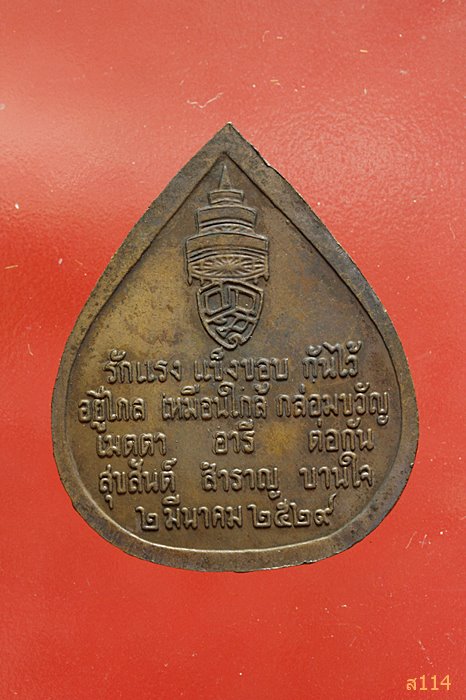 รักแรง แข็งขอบ กันไว้
อยู่ไกล เหมือนใกล้ กล่อมขวัญ
เมตตา อารี ต่อกัน
สุขสันต์ สำราญ บานใจ
๒ มีนาคม ๒๕๒๙
ส114